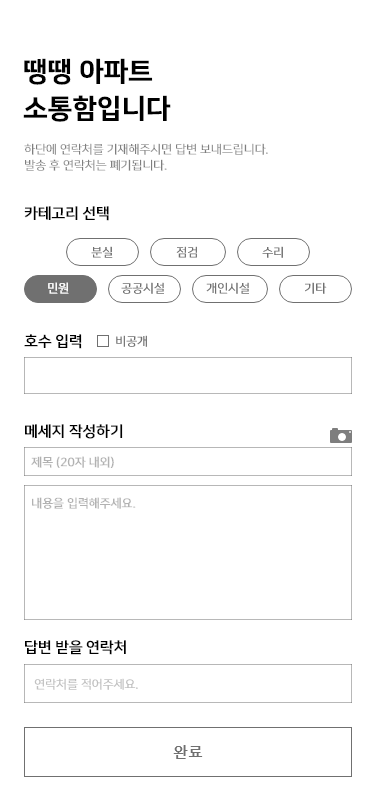 땡땡 아파트
소통함입니다
하단에 연락처를 기재해주시면 답변 보내드립니다.
발송 후 연락처는 폐기됩니다.
카테고리 선택
분실 점검 수리
민원 공공시설 개인시설 기타
호수 입력 비공개
메세지 작성하기
제목 (20자 내외)
내용을 입력해주세요.
답변 받을 연락처
연락처를 적어주세요.
완료